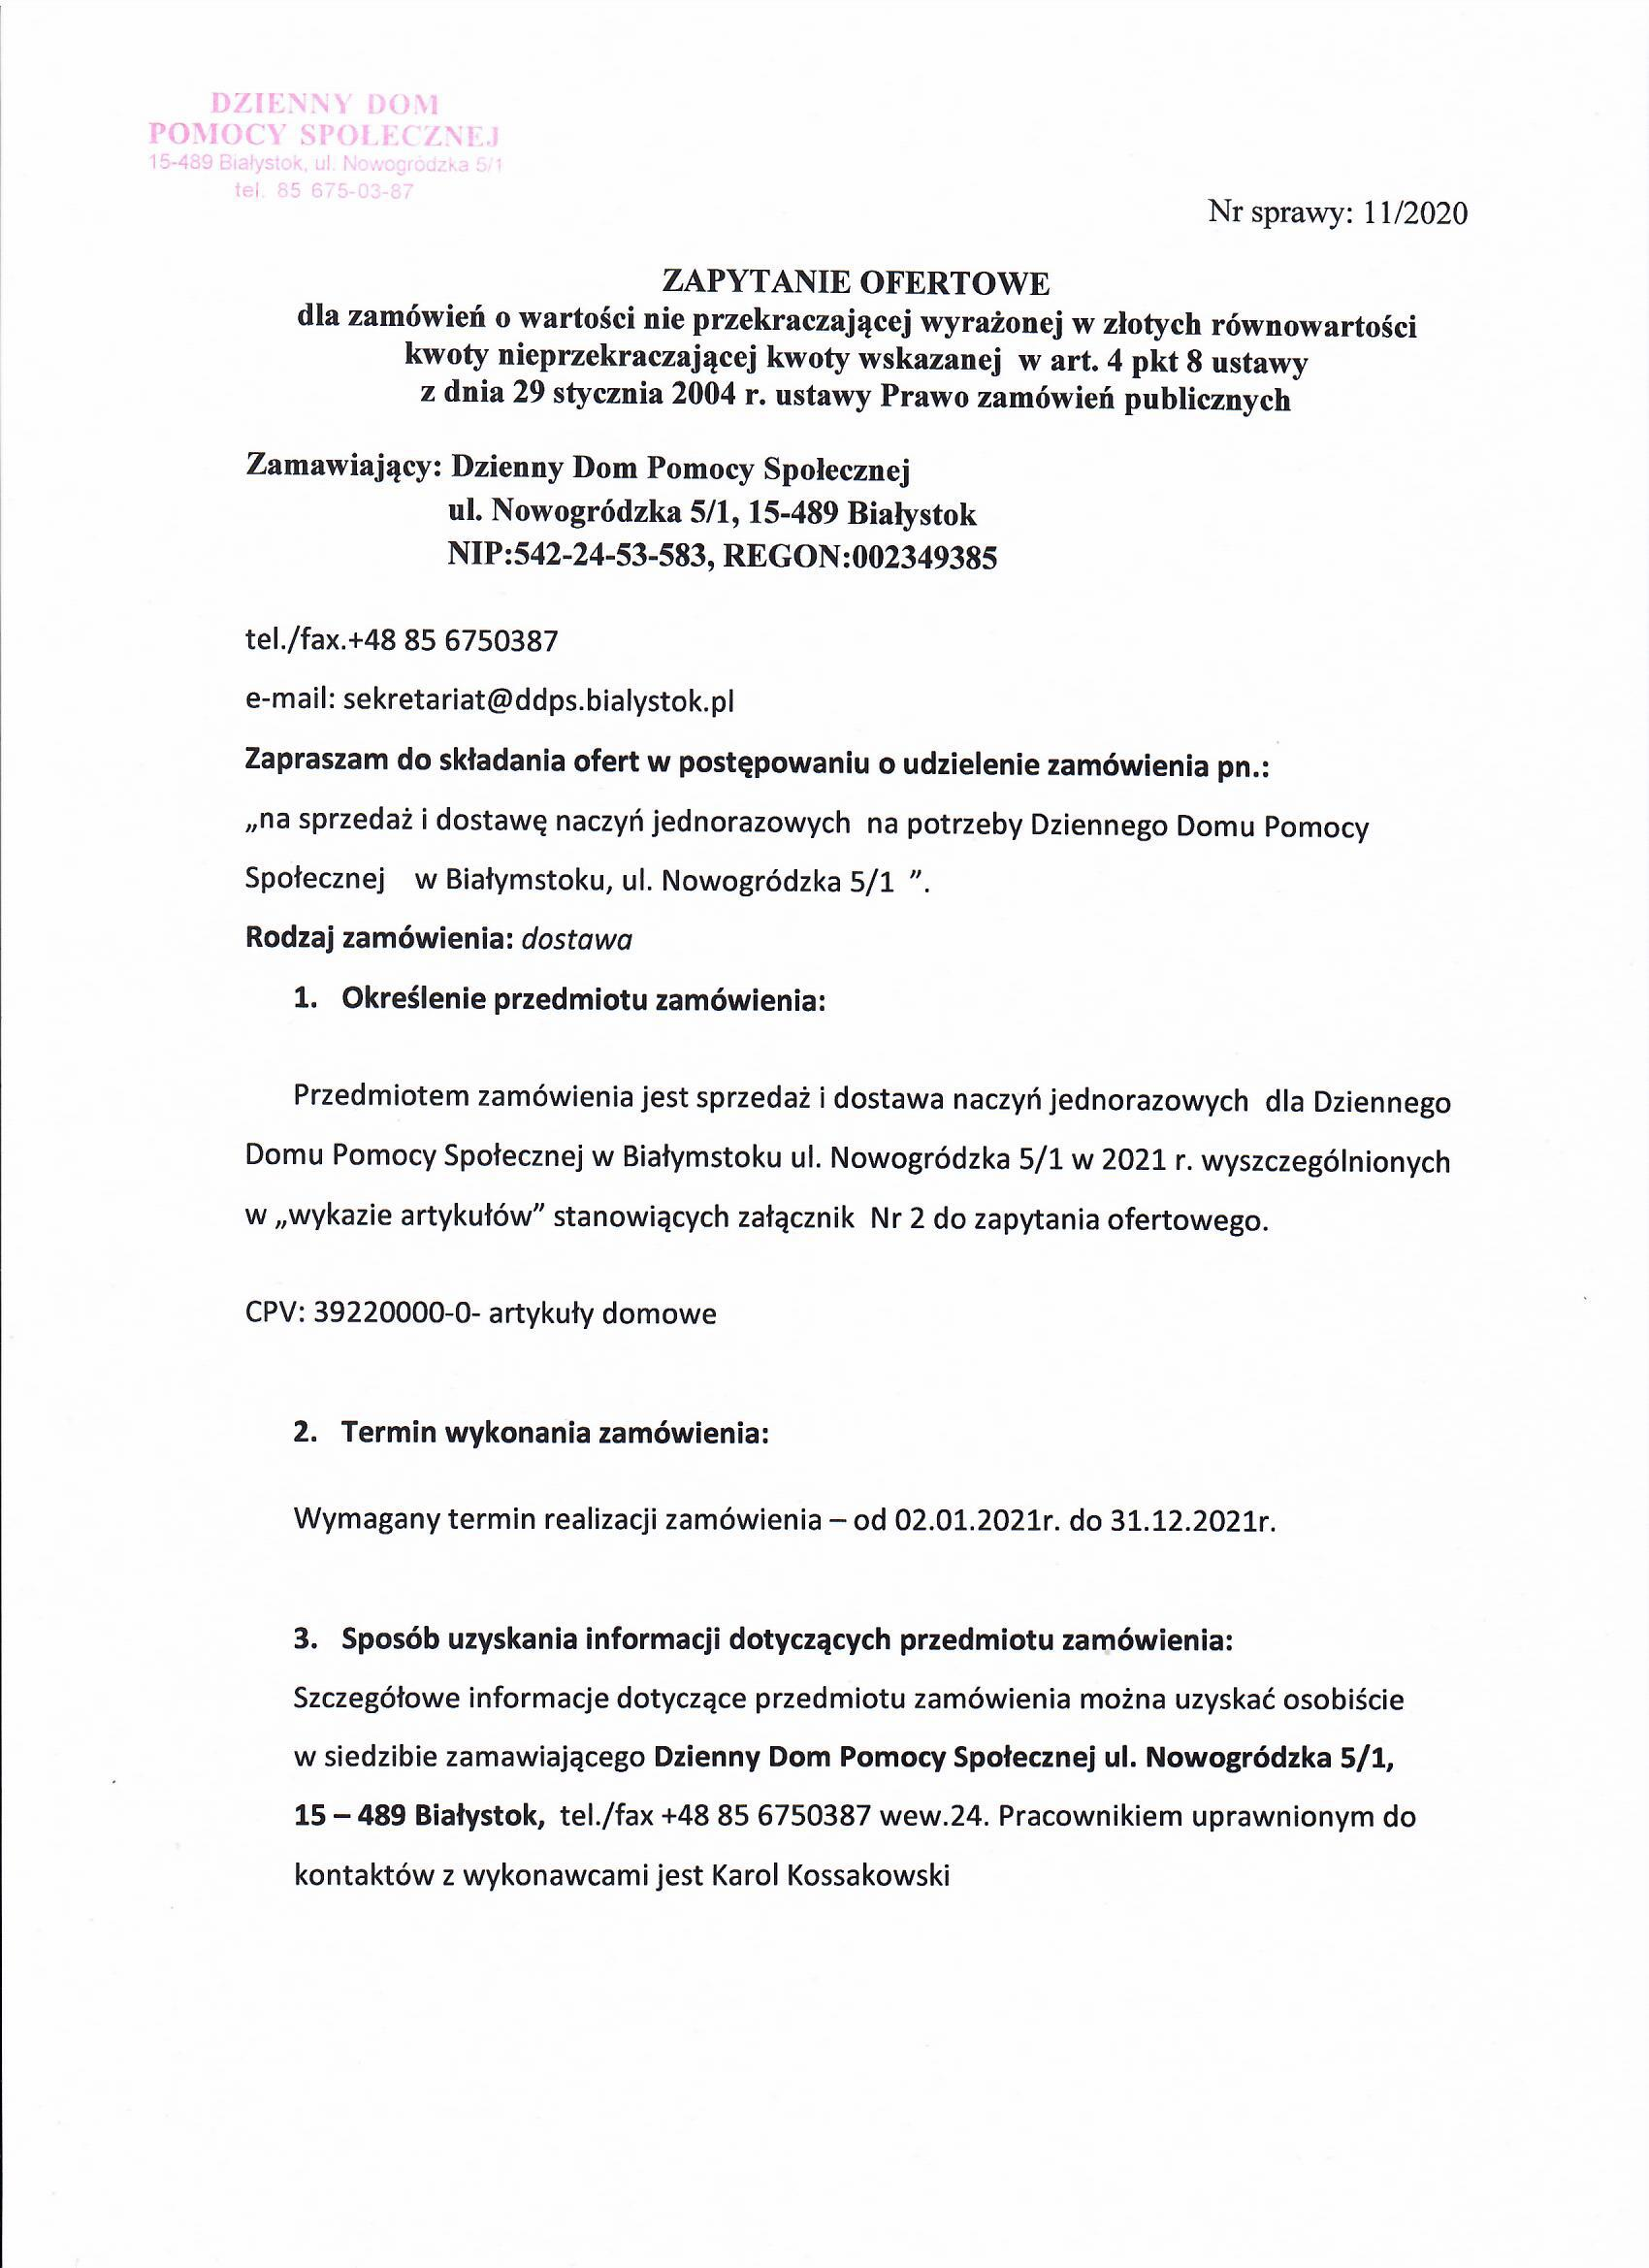 DZIENNY DOM
POMOCY SPOŁECZNEJ
15-489 Białystok, ul. Nowogródzka 5/1
tel. 85 675-03-87
Nr sprawy: 11/2020
ZAPYTANIE OFERTOWE
dla zamówień o wartości nie przekraczającej wyrażonej w złotych równowartości
kwoty nieprzekraczającej kwoty wskazanej w art. 4 pkt 8 ustawy
z dnia 29 stycznia 2004 r. ustawy Prawo zamówień publicznych
Zamawiający: Dzienny Dom Pomocy Społecznej
ul. Nowogródzka 5/1, 15-489 Białystok
NIP:542-24-53-583, REGON:002349385
tel./fax.+48 85 6750387
e-mail: sekretariat@ddps.bialystok.pl
Zapraszam do składania ofert w postępowaniu o udzielenie zamówienia pn.:
„na sprzedaż i dostawę naczyń jednorazowych na potrzeby Dziennego Domu Pomocy
Społecznej w Białymstoku, ul. Nowogródzka 5/1 ”.
Rodzaj zamówienia: dostawa
1. Określenie przedmiotu zamówienia:
Przedmiotem zamówienia jest sprzedaż i dostawa naczyń jednorazowych dla Dziennego
Domu Pomocy Społecznej w Białymstoku ul. Nowogródzka 5/1 w 2021 r. wyszczególnionych
w „wykazie artykułów” stanowiących załącznik Nr 2 do zapytania ofertowego.
CPV: 39220000-0- artykuły domowe
2. Termin wykonania zamówienia:
Wymagany termin realizacji zamówienia – od 02.01.2021r. do 31.12.2021r.
3. Sposób uzyskania informacji dotyczących przedmiotu zamówienia:
Szczegółowe informacje dotyczące przedmiotu zamówienia można uzyskać osobiście
w siedzibie zamawiającego Dzienny Dom Pomocy Społecznej ul. Nowogródzka 5/1,
15 – 489 Białystok, tel./fax +48 85 6750387 wew.24. Pracownikiem uprawnionym do
kontaktów z wykonawcami jest Karol Kossakowski